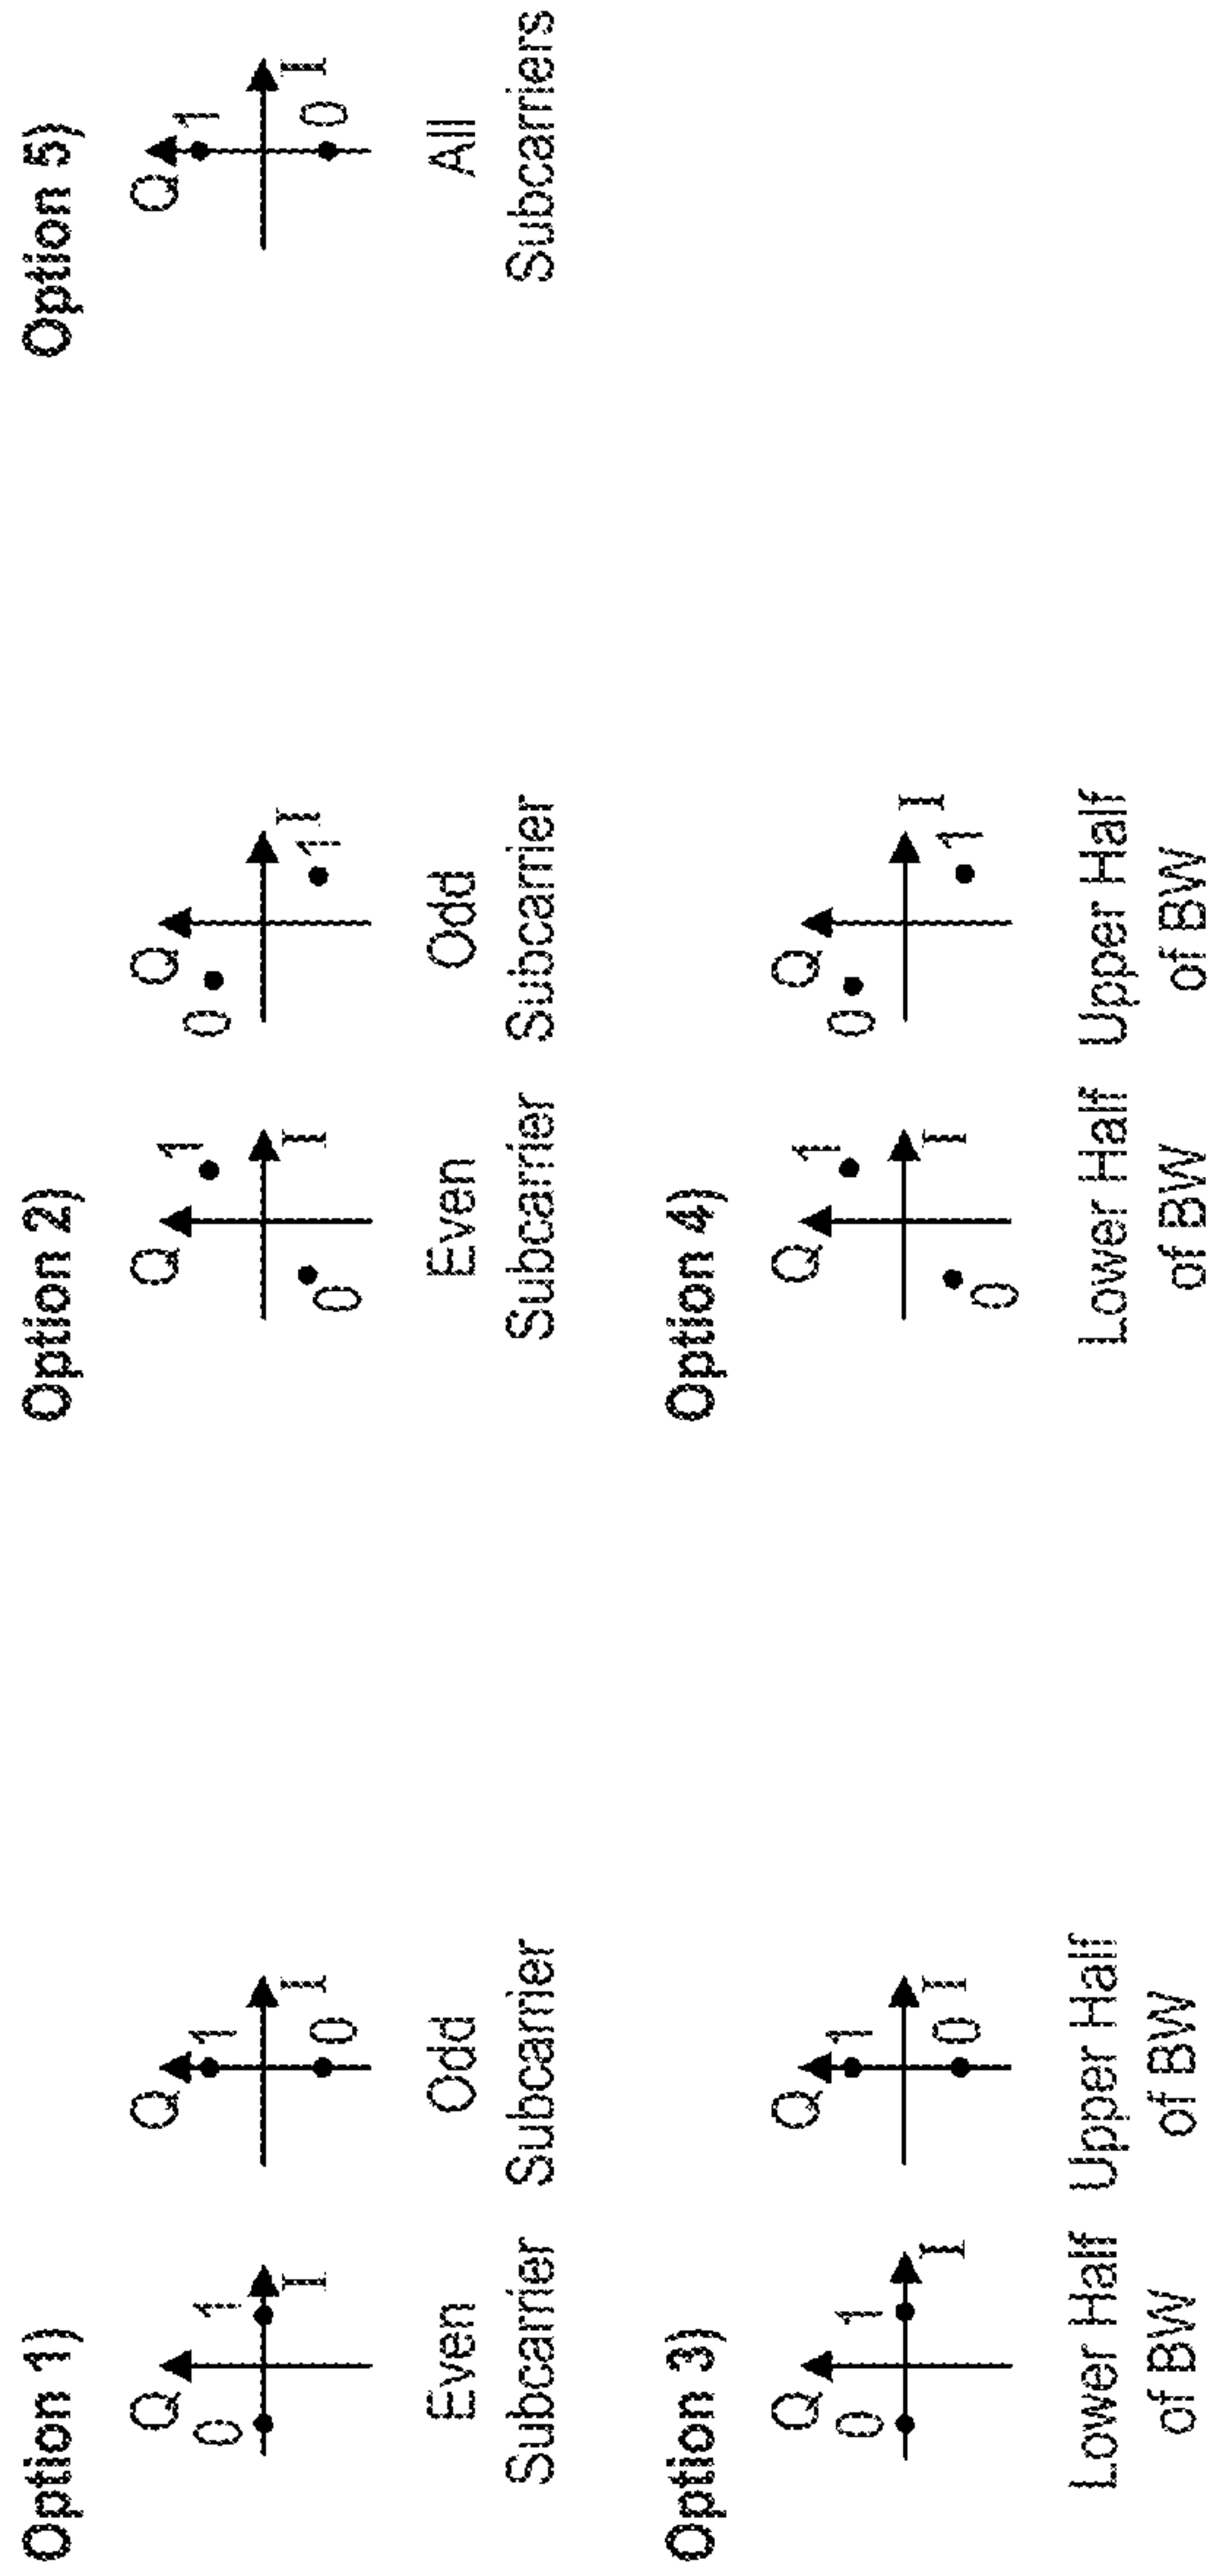 Option 1)
Q
0 1
I
Even
Subcarrier
Q
1
I
0
Odd
Subcarrier
Option 2)
Q
1
I
0
Even
Subcarrier
Q
0
I
1
Odd
Subcarrier
Option 5)
Q
1
I
0
All
Subcarriers
Option 3)
Q
0 1
I
Lower Half
of BW
Q
1
I
0
Upper Half
of BW
Option 4)
Q
1
I
0
Lower Half
of BW
Q
0
I
1
Upper Half
of BW